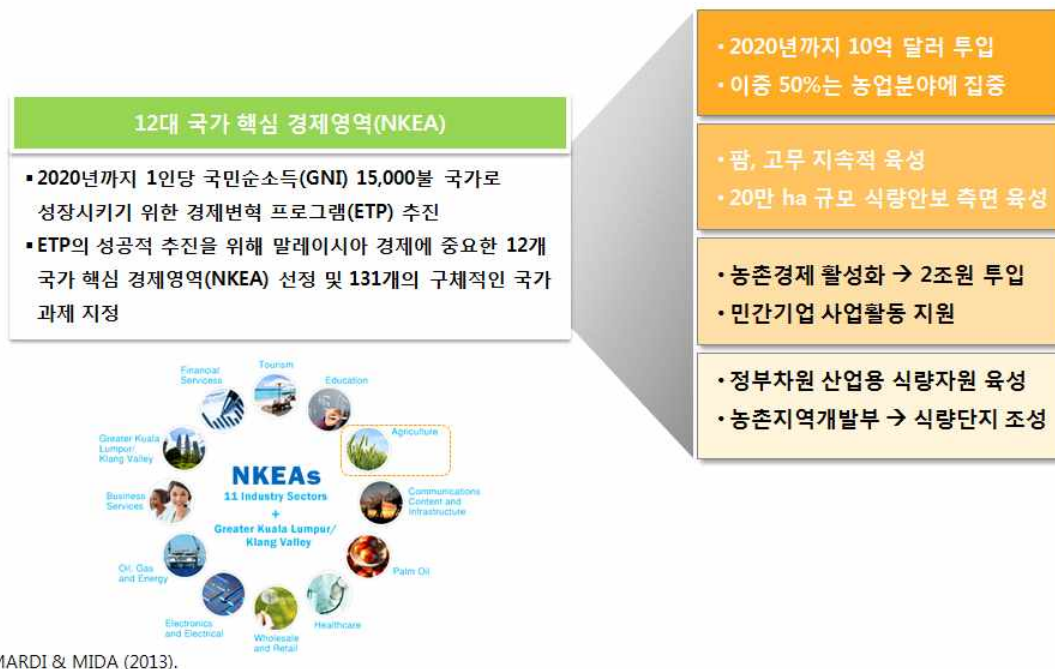 12대 국가 핵심 경제영역(NKEA)
▪2020년까지 1인당 국민순소득(GNI) 15,000불 국가로
성장시키기 위한 경제변혁 프로그램(ETP) 추진
▪ETP의 성공적 추진을 위해 말레이시아 경제에 중요한 12개
국가 핵심 경제영역(NKEA) 선정 및 131개의 구체적인 국가
과제 지정
• 2020년까지 10억 달러 투입
• 이중 50%는 농업분야에 집중
• 팜, 고무 지속적 육성
• 20만 ha 규모 식량안보 측면 육성
• 농촌경제 활성화 → 2조원 투입
• 민간기업 사업활동 지원
• 정부차원 산업용 식량자원 육성
• 농촌지역개발부 → 식량단지 조성
Financial
Servicess
Tourism
Education
Agriculture
Communications
Content and
Infrastructure
Palm Oil
Healthcare
Wholesale
and Retail
Electronics
and Electrical
Oil, Gas
and Energy
Business
Services
Greater Kuala
Lumpur/
Klang Valley
NKEAs
11 Industry Sectors
+
Greater Kuala Lumpur/
Klang Valley
MARDI & MIDA (2013).